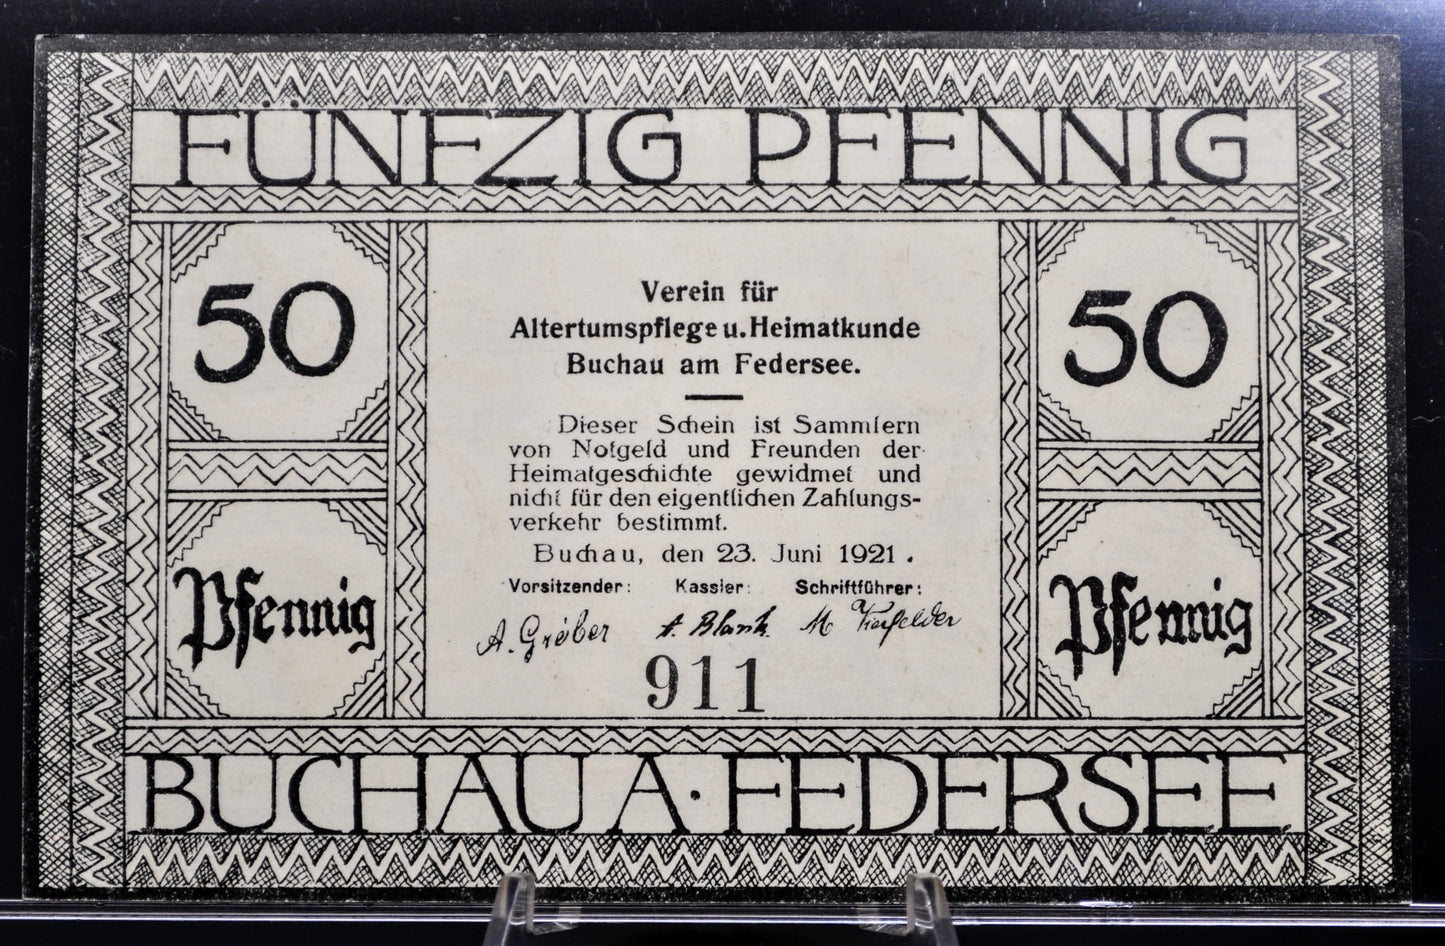 FÜNFZIG PFENNIG
50
50
Verein für
Altertumspflege u. Heimatkunde
Buchau am Federsee.
Dieser Schein ist Sammlern
von Notgeld und Freunden der
Heimatgeschichte gewidmet und
nicht für den eigentlichen Zahlungs-
verkehr bestimmt.
Buchau, den 23. Juni 1921.
Vorsitzender: Kassier: Schriftführer:
Pfennig
Pfennig
A. Gröber A. Blank M
911
BUCHAU A. FEDERSEE